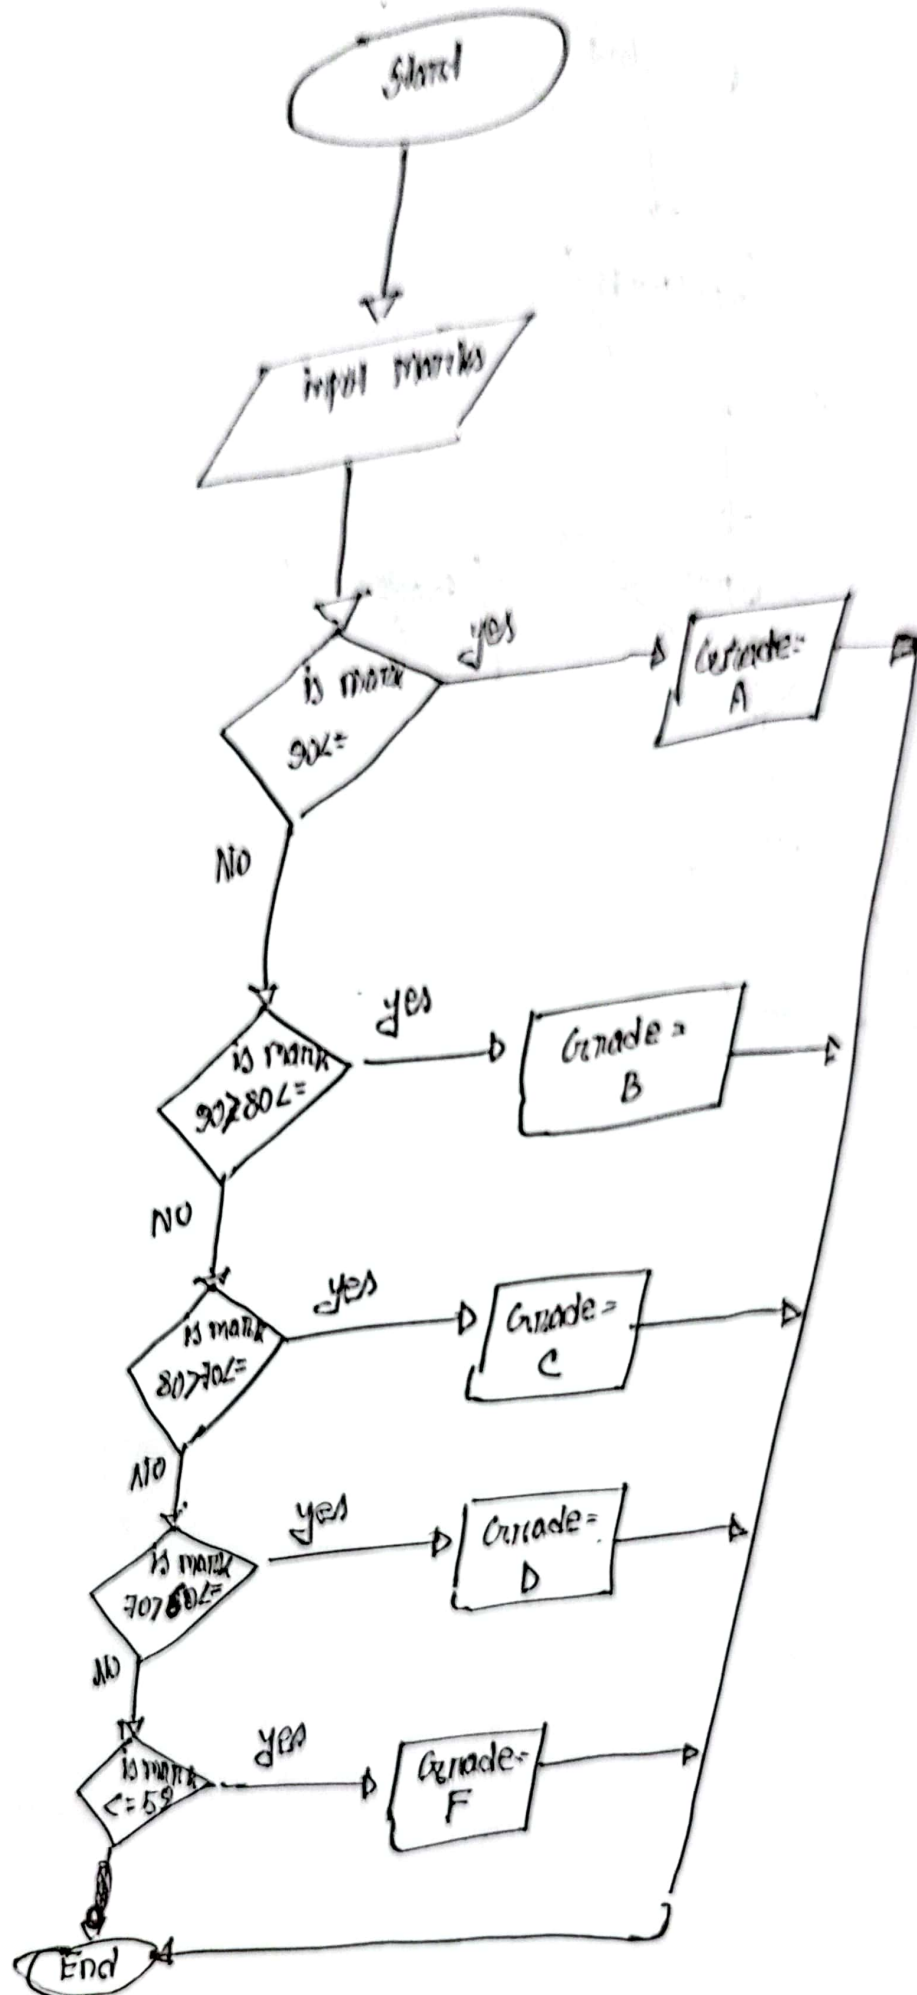 Start
input marks
is mark
90<=
yes
Grade=
A
NO
is mark
90>80<=
yes
Grade =
B
NO
is mark
80>70<=
yes
Grade=
C
NO
is mark
70>60<=
yes
Grade=
D
NO
is mark
<=59
yes
Grade=
F
End